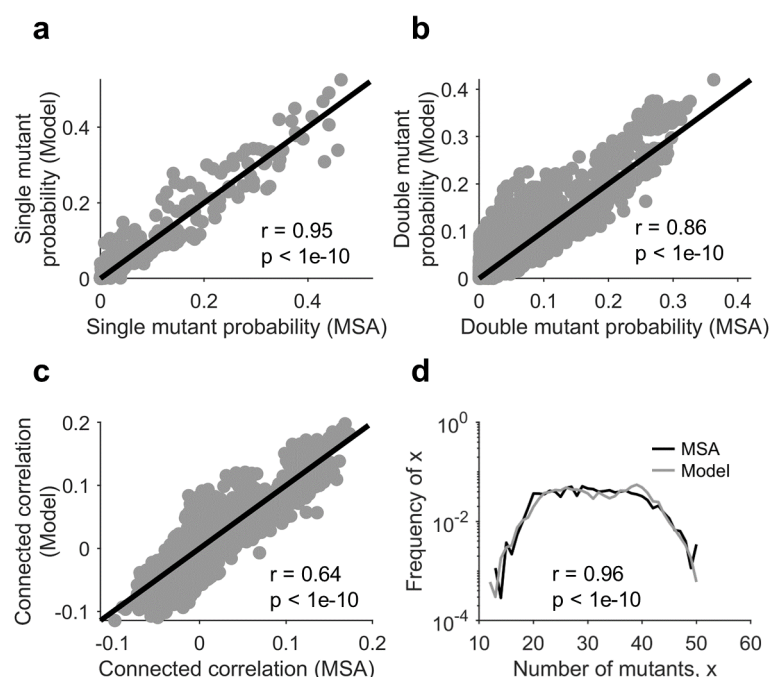 a
Single mutant
probability (Model)
0.4
0.2
0
r = 0.95
p < 1e-10
0 0.2 0.4
Single mutant probability (MSA)
b
Double mutant
probability (Model)
0.4
0.3
0.2
0.1
0
r = 0.86
p < 1e-10
0 0.1 0.2 0.3 0.4
Double mutant probability (MSA)
c
Connected correlation
(Model)
0.2
0.1
0
-0.1
r = 0.64
p < 1e-10
-0.1 0 0.1 0.2
Connected correlation (MSA)
d
Frequency of x
10^0
10^-2
10^-4
MSA
Model
r = 0.96
p < 1e-10
10 20 30 40 50 60
Number of mutants, x